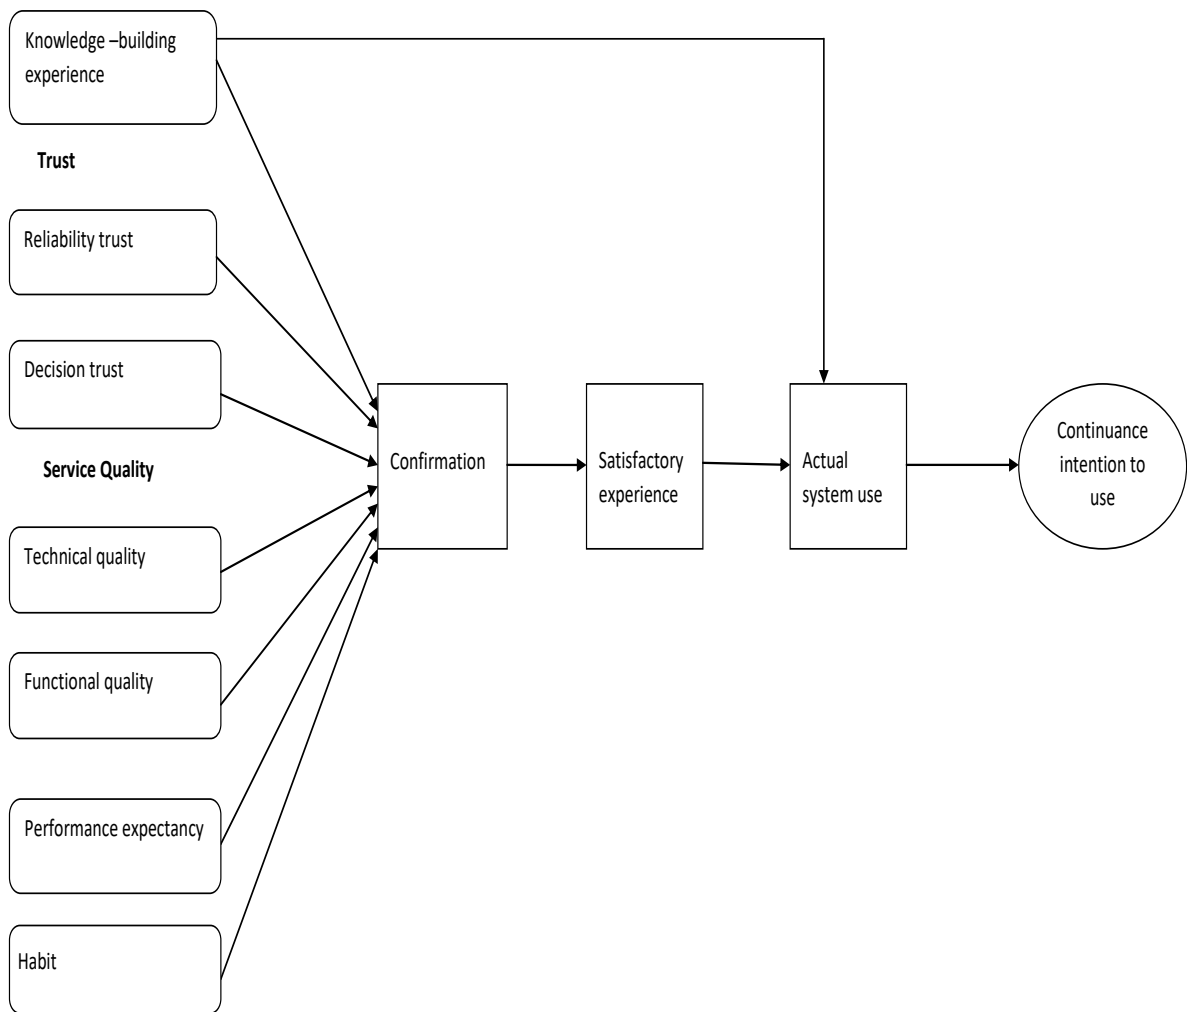 Knowledge –building
experience
Trust
Reliability trust
Decision trust
Service Quality
Technical quality
Functional quality
Performance expectancy
Habit
Confirmation
Satisfactory
experience
Actual
system use
Continuance
intention to
use